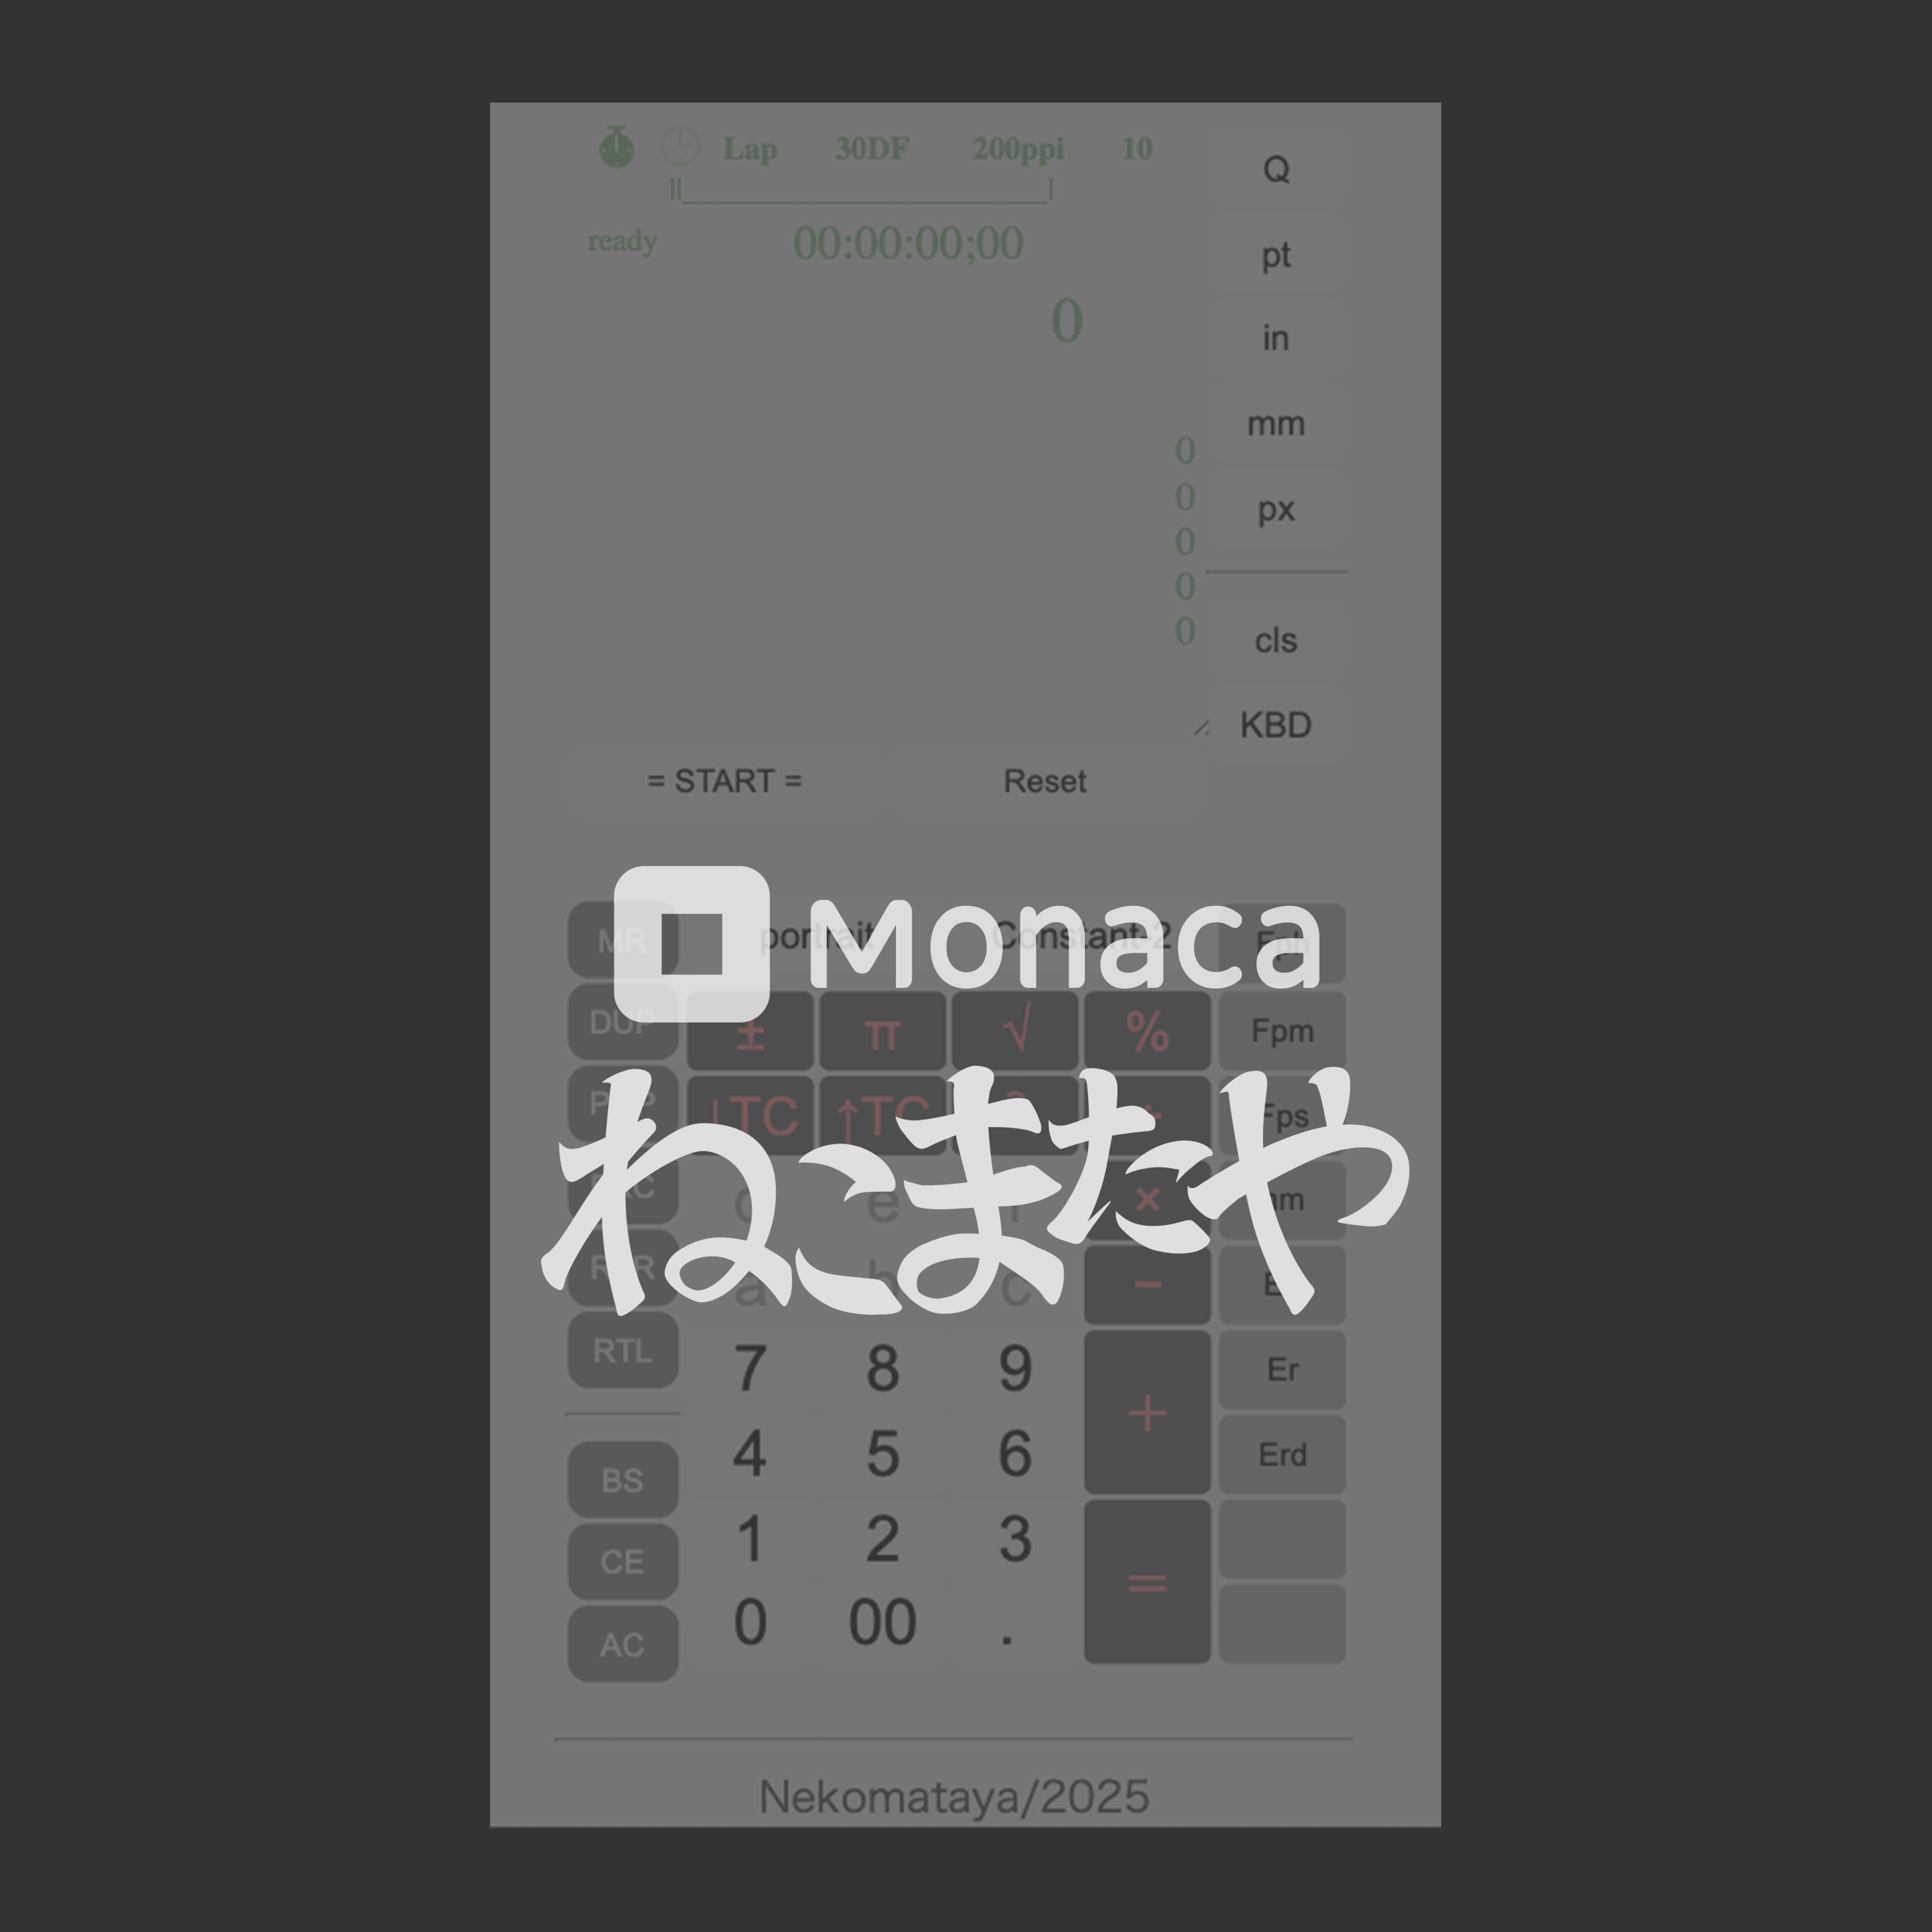 Lap 30DF 200ppi 10
Q
ready 00:00:00;00
pt
0
in
mm
0
px
0
0
0
0
cls
KBD
= START = Reset
monaca
MR portrait Constant-2 Fph
DUP ± π √ % Fpm
↓TC ↑TC Fps
ねこまたや
×
a b c −
RTL 7 8 9 + Er
4 5 6 Erd
BS
1 2 3 =
CE
0 00 .
AC
Nekomataya/2025